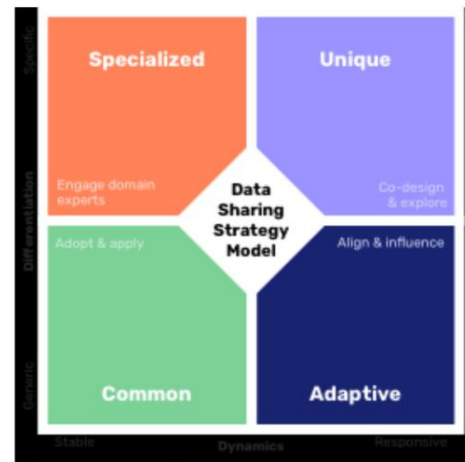 Specific
Specialized
Unique
Engage domain
experts
Co-design
& explore
Data
Sharing
Strategy
Model
Differentiation
Adopt & apply
Align & influence
Generic
Common
Adaptive
Stable
Dynamics
Responsive